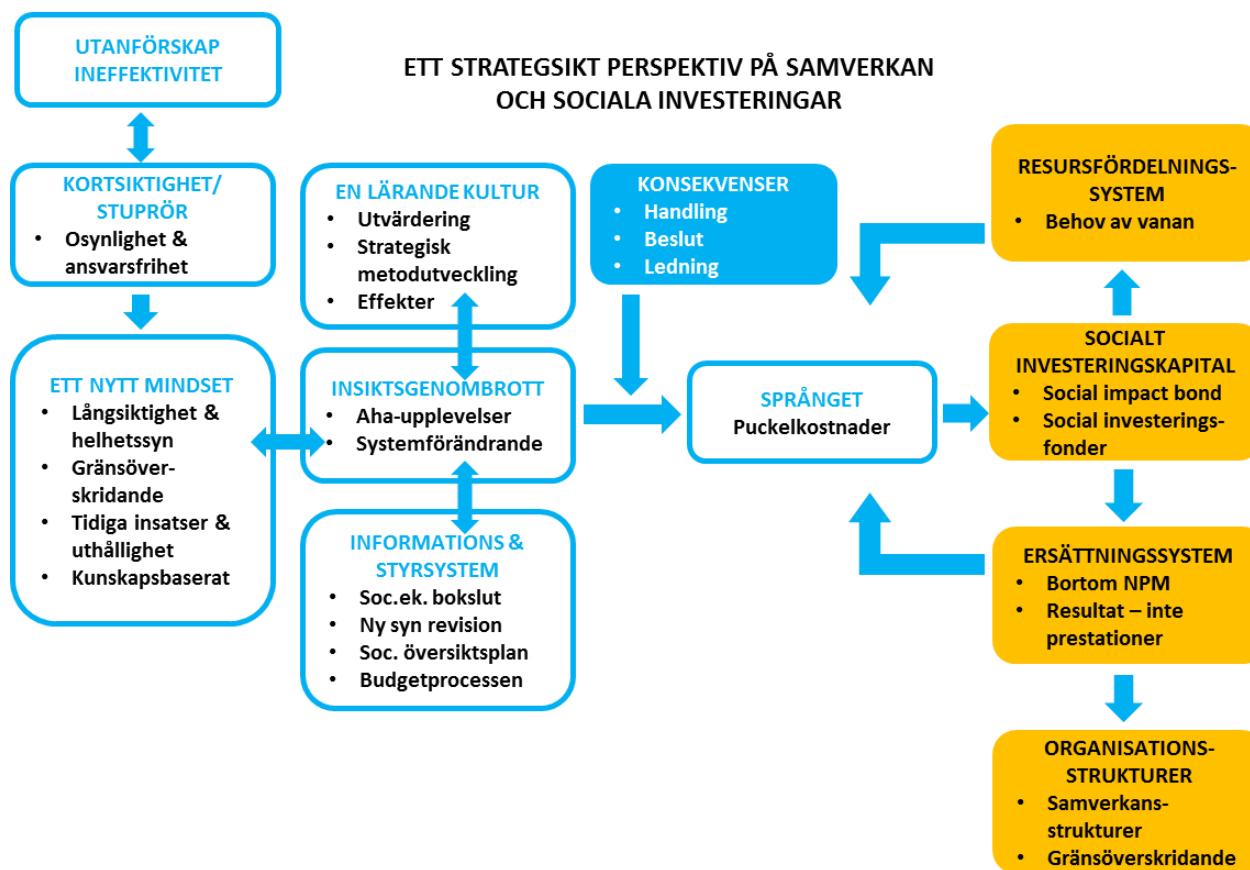 UTANFÖRSKAP
INEFFEKTIVITET
ETT STRATEGSIKT PERSPEKTIV PÅ SAMVERKAN
OCH SOCIALA INVESTERINGAR
KORTSIKTIGHET/
STUPRÖR
• Osynlighet &
ansvarsfrihet
ETT NYTT MINDSET
• Långsiktighet &
helhetssyn
• Gränsöver-
skridande
• Tidiga insatser &
uthållighet
• Kunskapsbaserat
EN LÄRANDE KULTUR
• Utvärdering
• Strategisk
metodutveckling
• Effekter
INSIKTSGENOMBROTT
• Aha-upplevelser
• Systemförändrande
INFORMATIONS &
STYRSYSTEM
• Soc.ek. bokslut
• Ny syn revision
• Soc. översiktsplan
• Budgetprocessen
KONSEKVENSER
• Handling
• Beslut
• Ledning
SPRÅNGET
Puckelkostnader
RESURSFÖRDELNINGS-
SYSTEM
• Behov av vanan
SOCIALT
INVESTERINGSKAPITAL
• Social impact bond
• Social investerings-
fonder
ERSÄTTNINGSSYSTEM
• Bortom NPM
• Resultat – inte
prestationer
ORGANISATIONS-
STRUKTURER
• Samverkans-
strukturer
• Gränsöverskridande